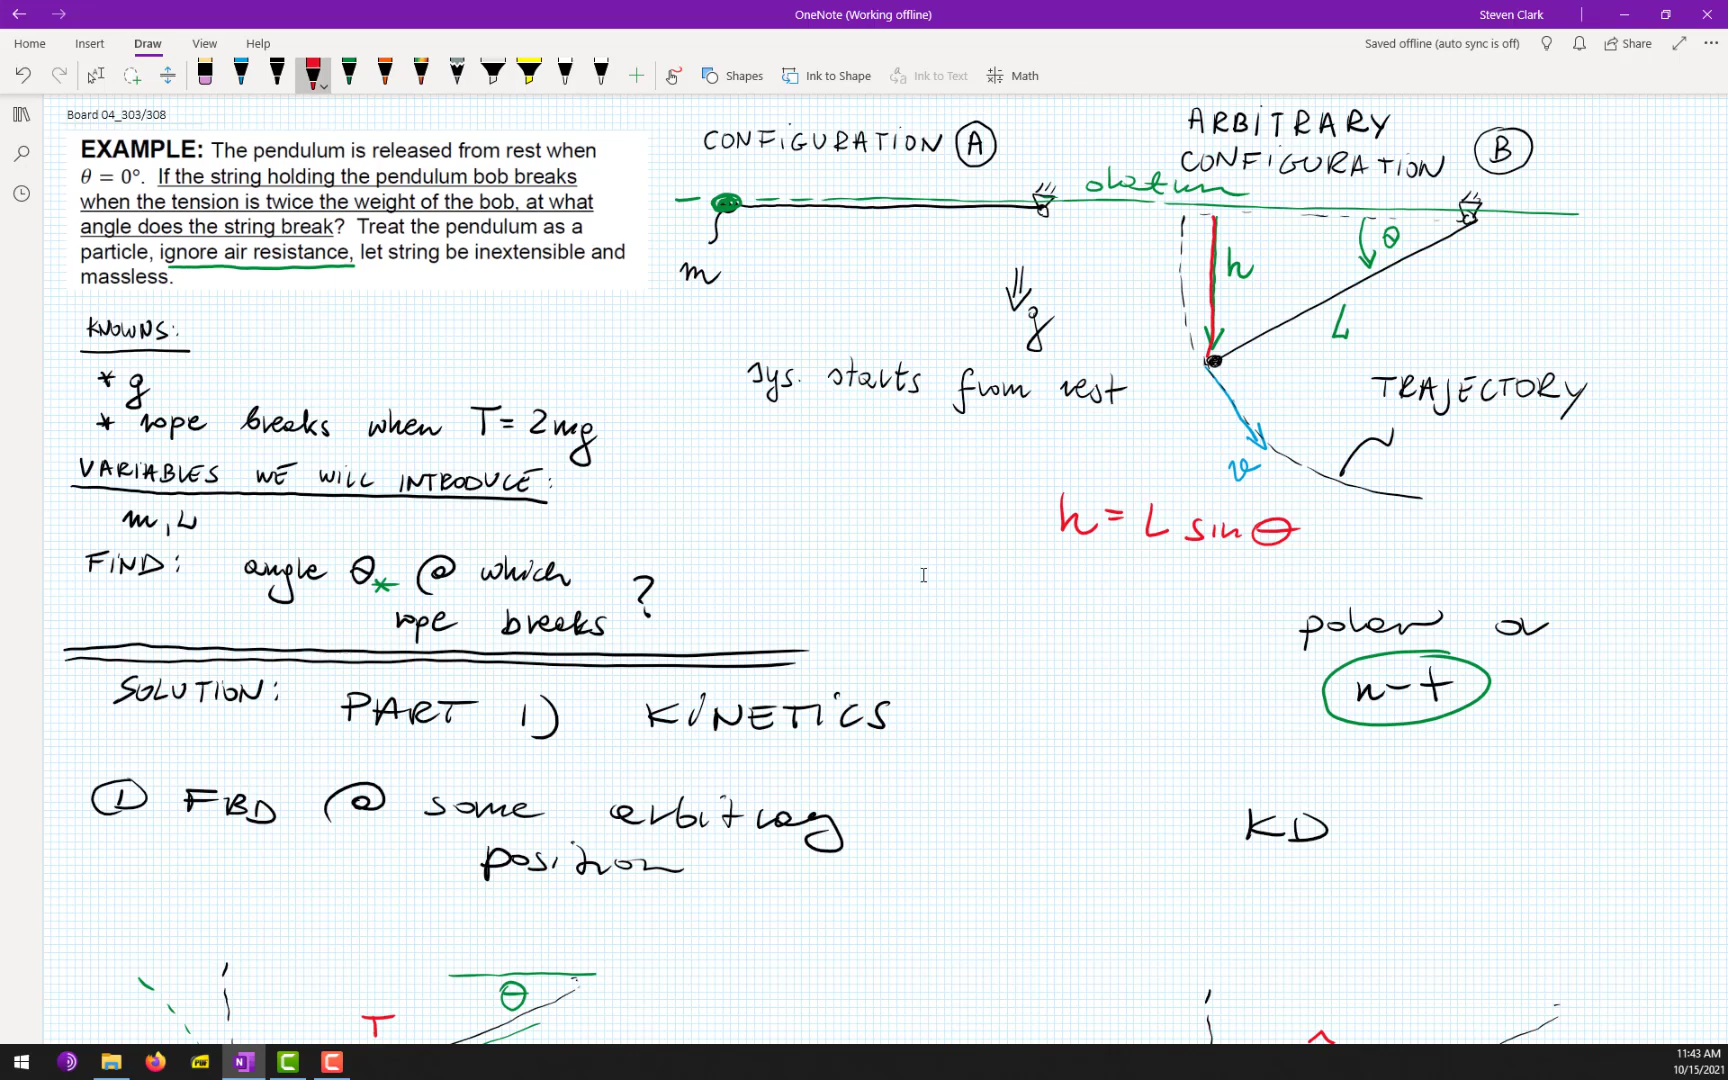 OneNote (Working offline)
Steven Clark
Home Insert Draw View Help
Saved offline (auto sync is off)
Share
Shapes
Ink to Shape
Ink to Text
Math
Board 04_303/308
EXAMPLE: The pendulum is released from rest when
θ = 0°. If the string holding the pendulum bob breaks
when the tension is twice the weight of the bob, at what
angle does the string break? Treat the pendulum as a
particle, ignore air resistance, let string be inextensible and
massless.
CONFIGURATION A
ARBITRARY
CONFIGURATION B
datum
m
g
h
θ
L
v
sys. starts from rest
TRAJECTORY
h = L sin θ
KNOWNS:
* g
* rope breaks when T = 2mg
VARIABLES WE WILL INTRODUCE:
m, L
FIND: angle θ* @ which
rope breaks ?
polar or
n-t
SOLUTION: PART 1) KINETICS
① FBD @ some arbitray
position
KD
θ
T
N
PDF
C
C
11:43 AM
10/15/2021